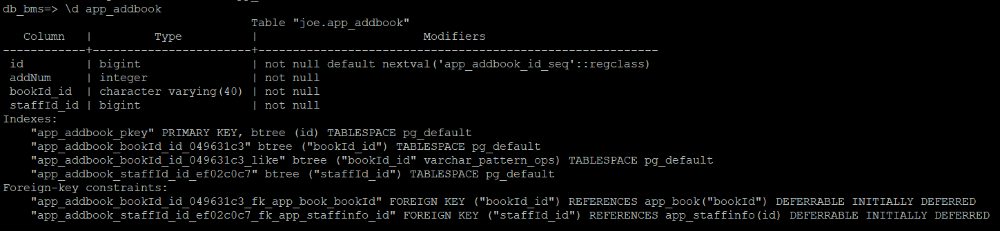 db_bms=> \d app_addbook
Table "joe.app_addbook"
Column | Type | Modifiers
------------+-----------------------+----------------------------------------------------------
id | bigint | not null default nextval('app_addbook_id_seq'::regclass)
addNum | integer | not null
bookId_id | character varying(40) | not null
staffId_id | bigint | not null
Indexes:
"app_addbook_pkey" PRIMARY KEY, btree (id) TABLESPACE pg_default
"app_addbook_bookId_id_049631c3" btree ("bookId_id") TABLESPACE pg_default
"app_addbook_bookId_id_049631c3_like" btree ("bookId_id" varchar_pattern_ops) TABLESPACE pg_default
"app_addbook_staffId_id_ef02c0c7" btree ("staffId_id") TABLESPACE pg_default
Foreign-key constraints:
"app_addbook_bookId_id_049631c3_fk_app_book_bookId" FOREIGN KEY ("bookId_id") REFERENCES app_book("bookId") DEFERRABLE INITIALLY DEFERRED
"app_addbook_staffId_id_ef02c0c7_fk_app_staffinfo_id" FOREIGN KEY ("staffId_id") REFERENCES app_staffinfo(id) DEFERRABLE INITIALLY DEFERRED